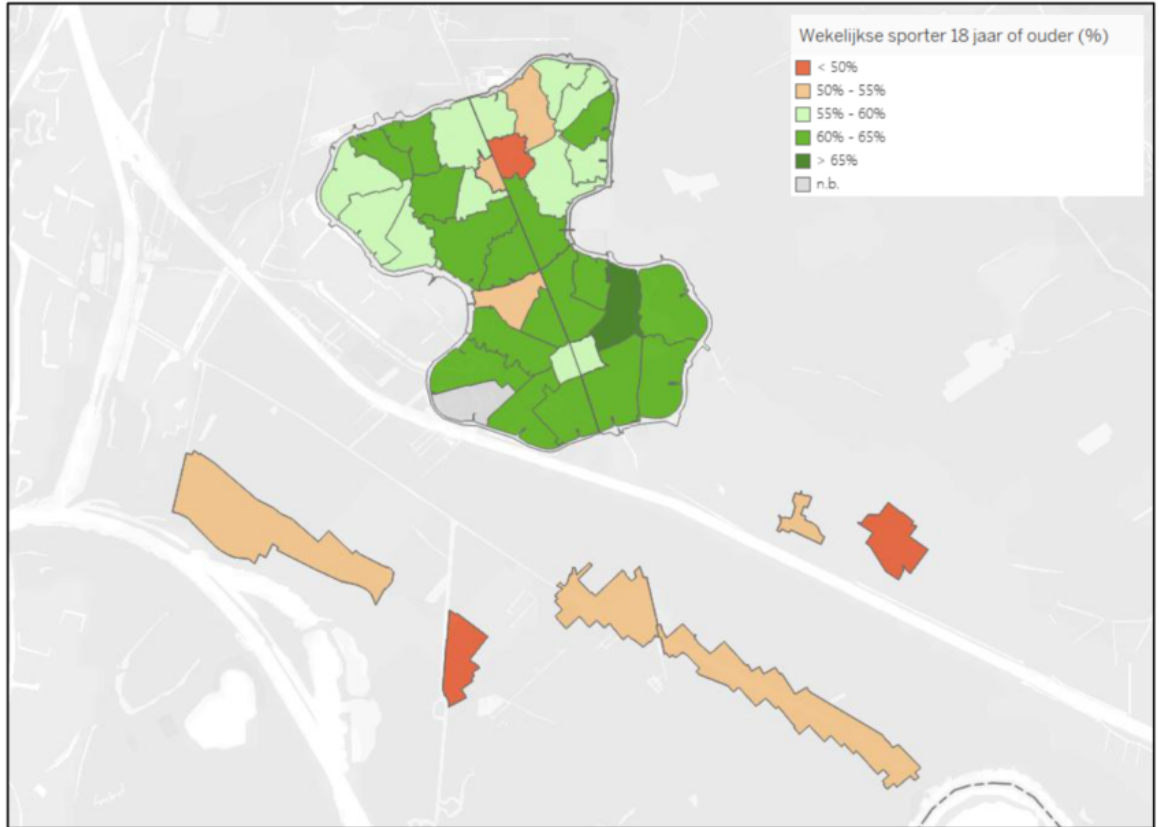 Wekelijkse sporter 18 jaar of ouder (%)
< 50%
50% - 55%
55% - 60%
60% - 65%
> 65%
n.b.